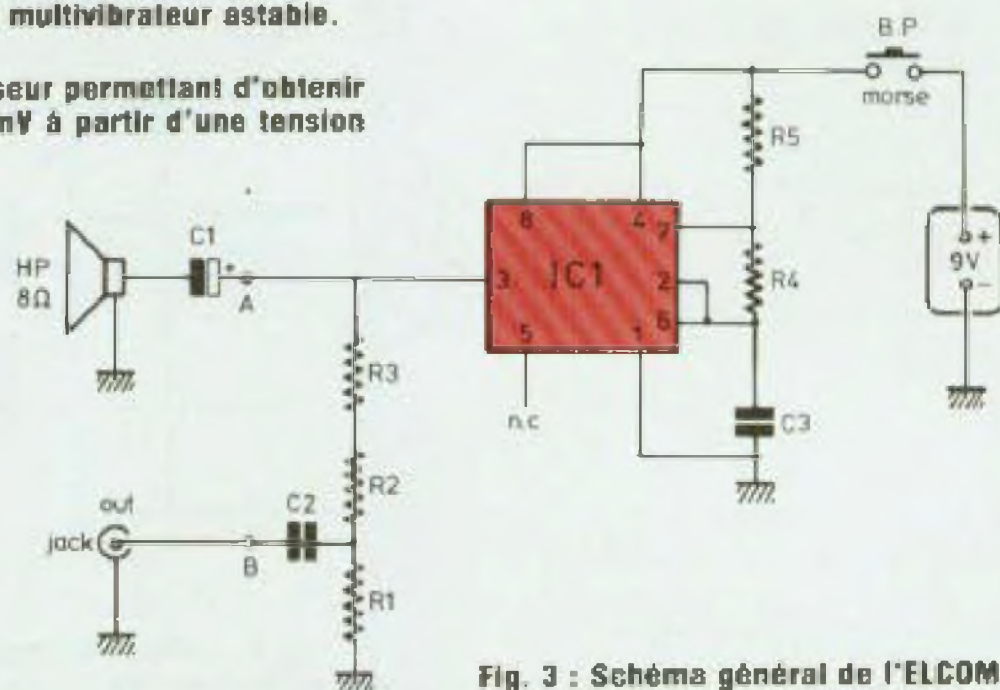 multivibrateur astable.
seur permettant d'obtenir
mV à partir d'une tension
B.P
morse
R5
8
4
7
HP
8Ω
C1
+
A
3
IC1
2
R4
+
9V
-
5
1
6
R3
n.c
C3
out
jack
C2
R2
B
R1
Fig. 3 : Schéma général de l'ELCOM